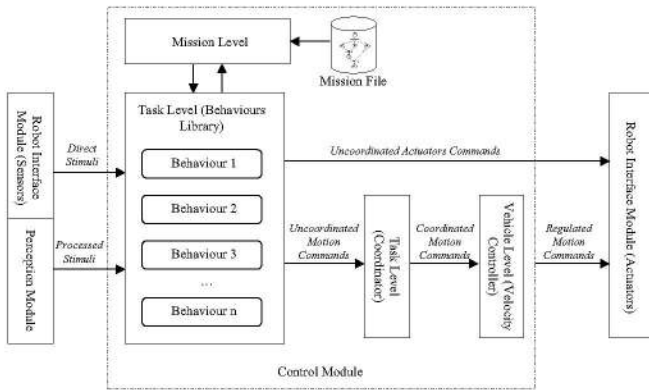 Mission Level
Mission File
Task Level (Behaviours
Library)
Robot Interface
Module (Sensors)
Direct
Stimuli
Behaviour 1
Uncoordinated Actuators Commands
Robot Interface Module (Actuators)
Behaviour 2
Perception Module
Processed
Stimuli
Behaviour 3
...
Behaviour n
Uncoordinated
Motion
Commands
Task Level
(Coordinator)
Coordinated
Motion
Commands
Vehicle Level (Velocity
Controller)
Regulated
Motion
Commands
Control Module